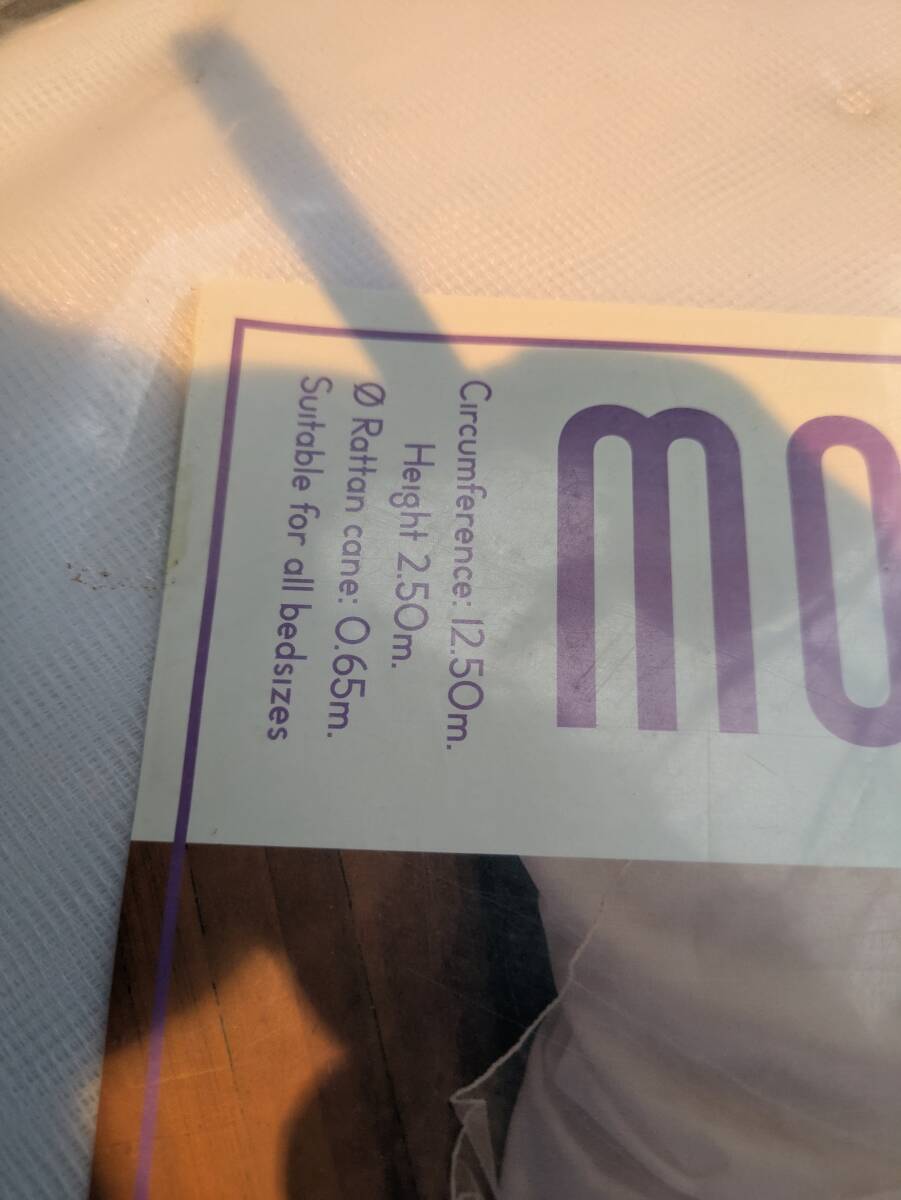 mo
Circumference: 12.50m.
Height 2.50m.
Ø Rattan cane: 0.65m.
Suitable for all bedsizes